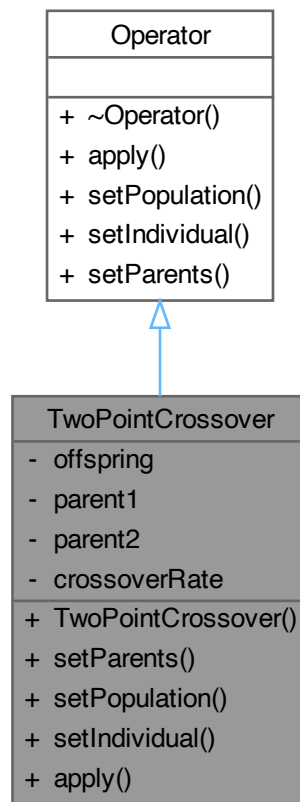 Operator
+ ~Operator()
+ apply()
+ setPopulation()
+ setIndividual()
+ setParents()
TwoPointCrossover
- offspring
- parent1
- parent2
- crossoverRate
+ TwoPointCrossover()
+ setParents()
+ setPopulation()
+ setIndividual()
+ apply()